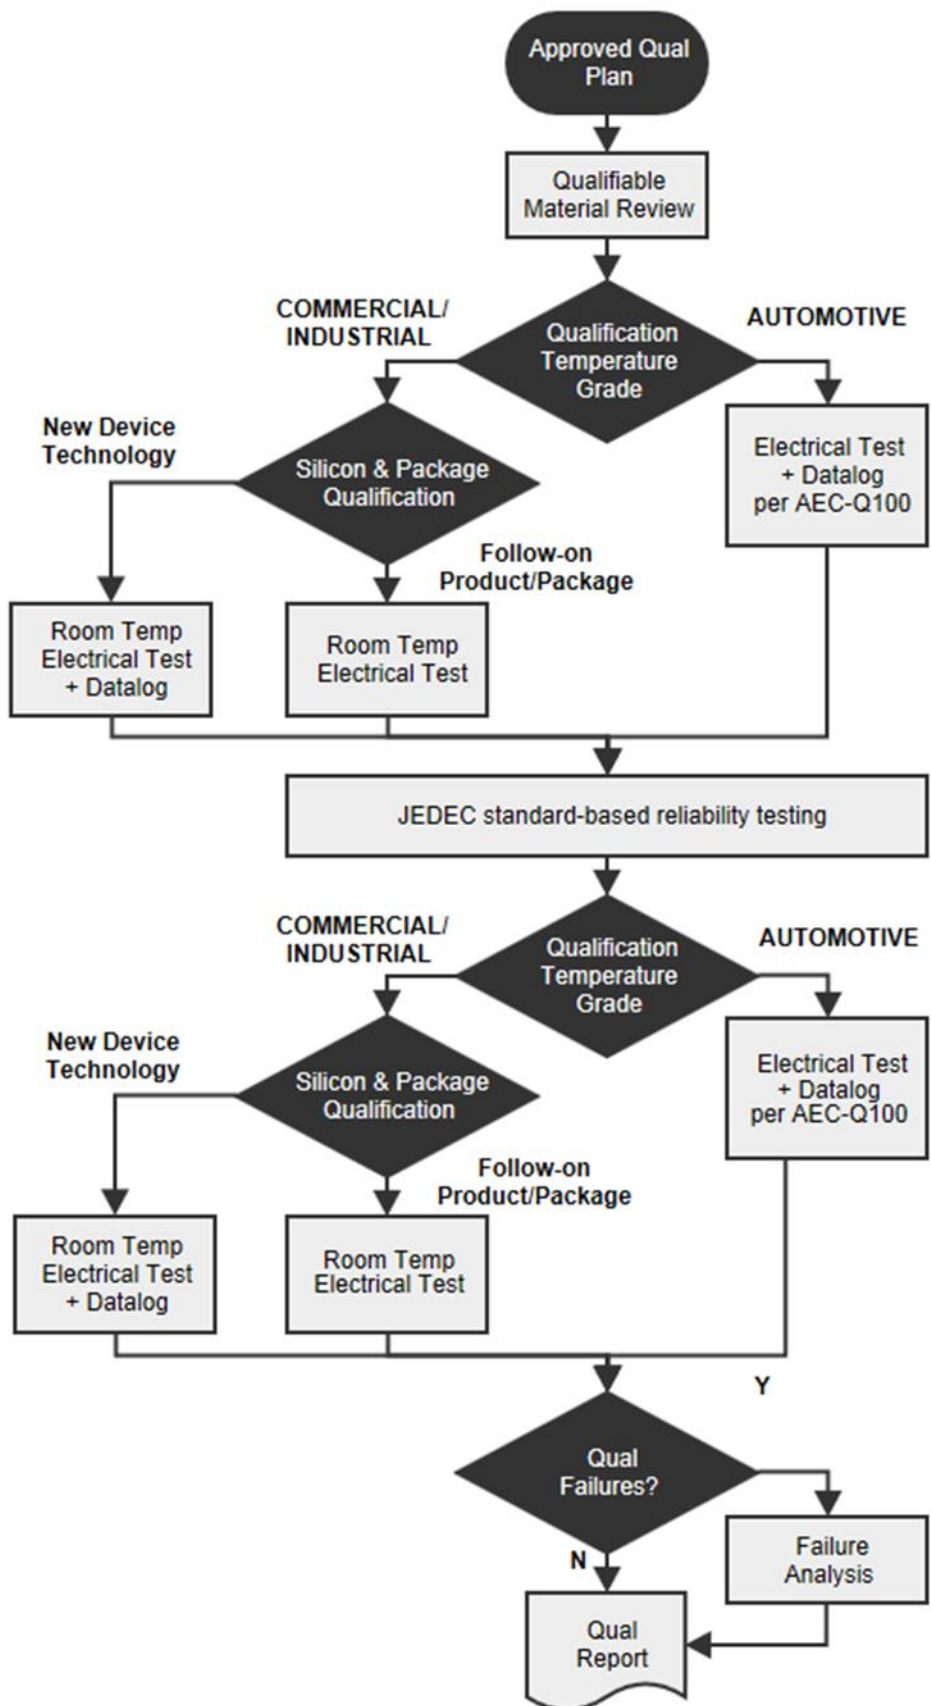 Approved Qual
Plan
Qualifiable
Material Review
COMMERCIAL/
INDUSTRIAL
Qualification
Temperature
Grade
AUTOMOTIVE
New Device
Technology
Silicon & Package
Qualification
Electrical Test
+ Datalog
per AEC-Q100
Follow-on
Product/Package
Room Temp
Electrical Test
+ Datalog
Room Temp
Electrical Test
JEDEC standard-based reliability testing
COMMERCIAL/
INDUSTRIAL
Qualification
Temperature
Grade
AUTOMOTIVE
New Device
Technology
Silicon & Package
Qualification
Electrical Test
+ Datalog
per AEC-Q100
Follow-on
Product/Package
Room Temp
Electrical Test
+ Datalog
Room Temp
Electrical Test
Y
Qual
Failures?
N
Failure
Analysis
Qual
Report